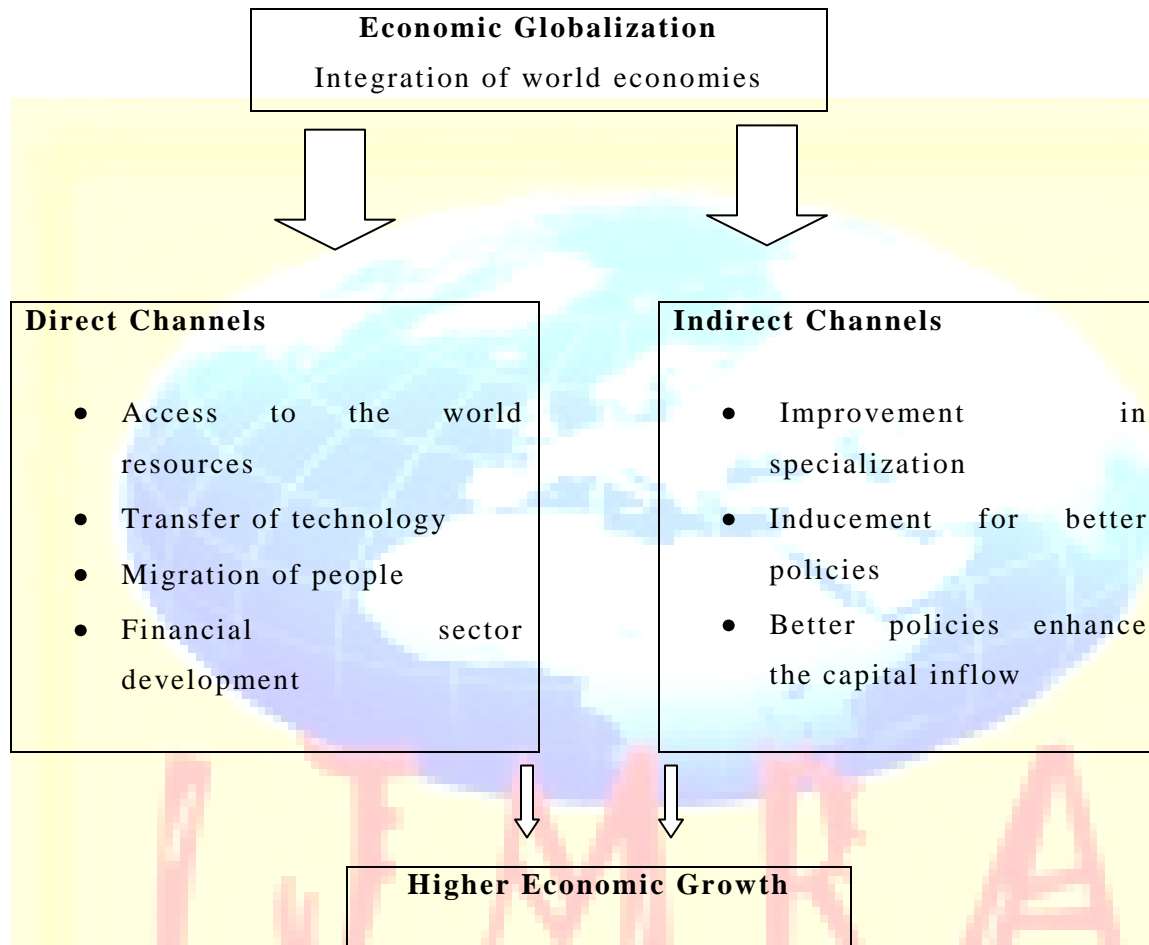 Economic Globalization
Integration of world economies
Direct Channels
● Access to the world
resources
● Transfer of technology
● Migration of people
● Financial sector
development
Indirect Channels
● Improvement in
specialization
● Inducement for better
policies
● Better policies enhance
the capital inflow
Higher Economic Growth
IJMRA